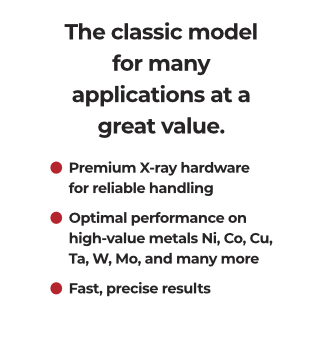 The classic model
for many
applications at a
great value.
Premium X-ray hardware
for reliable handling
Optimal performance on
high-value metals Ni, Co, Cu,
Ta, W, Mo, and many more
Fast, precise results